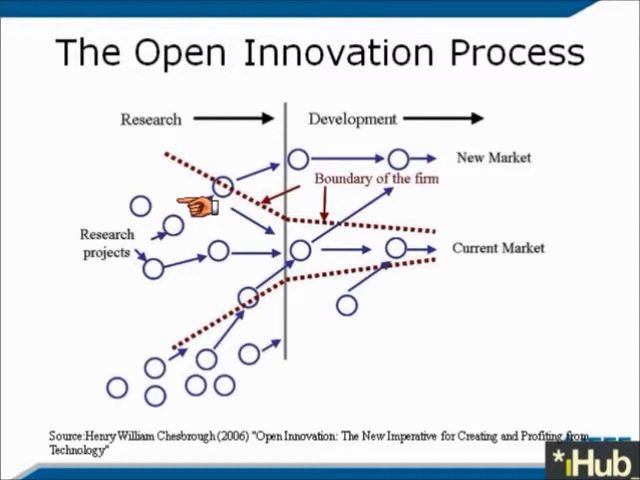 The Open Innovation Process
Research
Development
New Market
Boundary of the firm
Research
projects
Current Market
Source:Henry William Chesbrough (2006) "Open Innovation: The New Imperative for Creating and Profiting from
Technology"
*iHub_